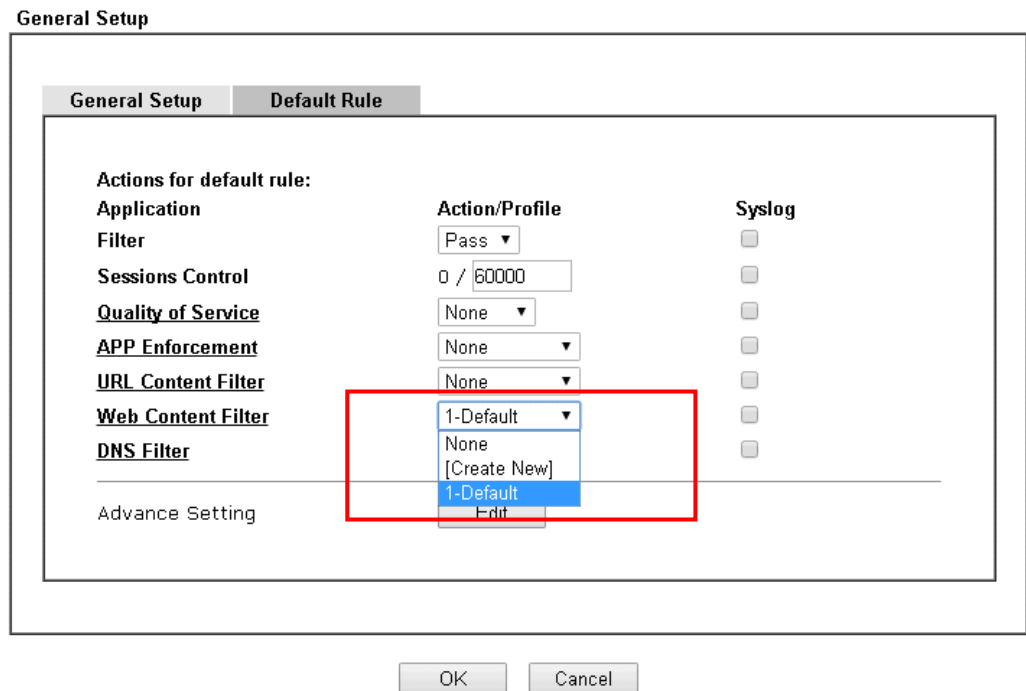 General Setup
General Setup Default Rule
Actions for default rule:
Application Action/Profile Syslog
Filter Pass
Sessions Control 0 / 60000
Quality of Service None
APP Enforcement None
URL Content Filter None
Web Content Filter 1-Default
None
DNS Filter
[Create New]
1-Default
Advance Setting Edit
OK Cancel